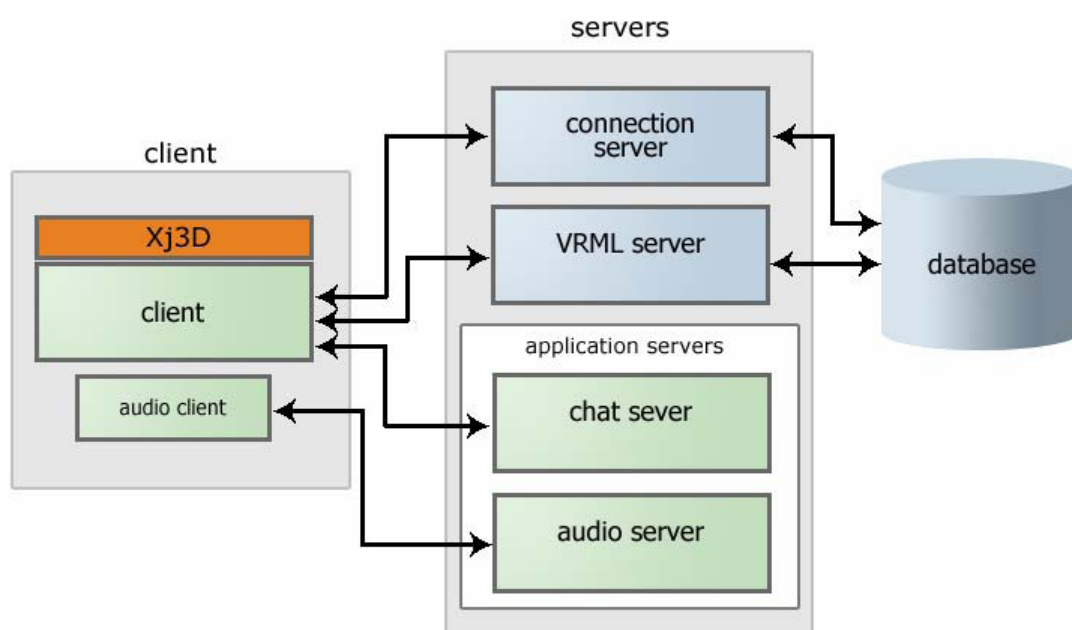 servers
client
connection
server
Xj3D
VRML server
client
database
application servers
audio client
chat sever
audio server